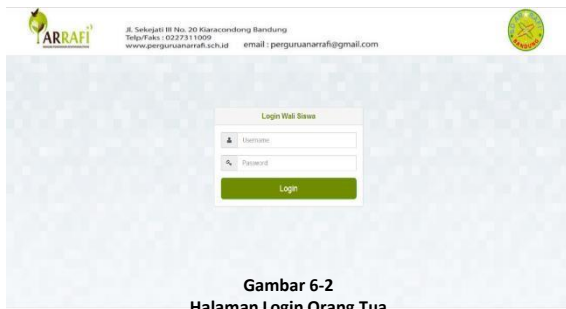 ARRAFI
Jl. Sekejati III No. 20 Kiaracondong Bandung
Telp/Faks : 0227311009
www.perguruanarrafi.sch.id email : perguruanarrafi@gmail.com
BANDUNG
Login Wali Siswa
Username
Password
Login
Gambar 6-2
Halaman Login Orang Tua